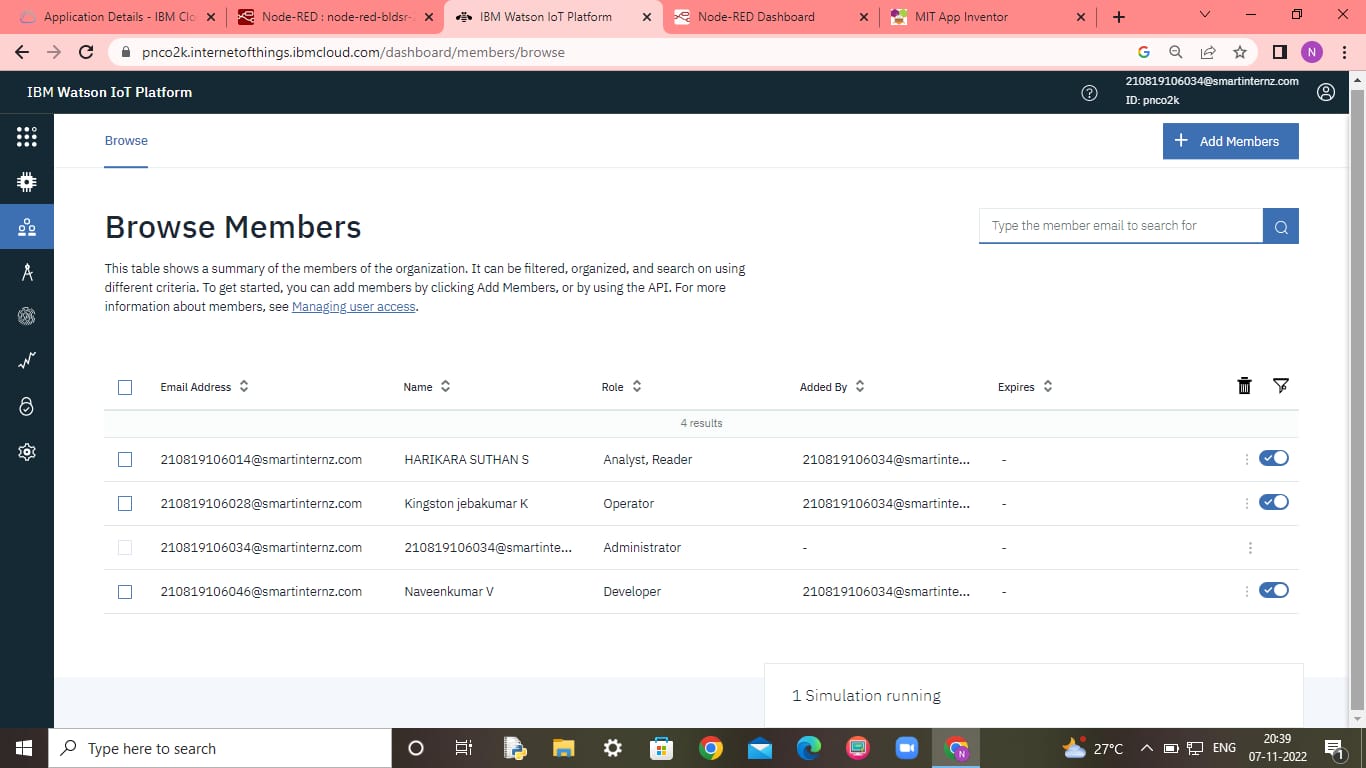 Application Details - IBM Clo
Node-RED : node-red-bldsr-
IBM Watson IoT Platform
Node-RED Dashboard
MIT App Inventor
pnco2k.internetofthings.ibmcloud.com/dashboard/members/browse
N
IBM Watson IoT Platform
210819106034@smartinternz.com
ID: pnco2k
Browse
+ Add Members
Browse Members
Type the member email to search for
This table shows a summary of the members of the organization. It can be filtered, organized, and search on using
different criteria. To get started, you can add members by clicking Add Members, or by using the API. For more
information about members, see Managing user access.
Email Address Name Role Added By Expires
4 results
210819106014@smartinternz.com HARIKARA SUTHAN S Analyst, Reader 210819106034@smartinte... -
210819106028@smartinternz.com Kingston jebakumar K Operator 210819106034@smartinte... -
210819106034@smartinternz.com 210819106034@smartinte... Administrator - -
210819106046@smartinternz.com Naveenkumar V Developer 210819106034@smartinte... -
1 Simulation running
Type here to search
27°C
ENG
20:39
07-11-2022
1